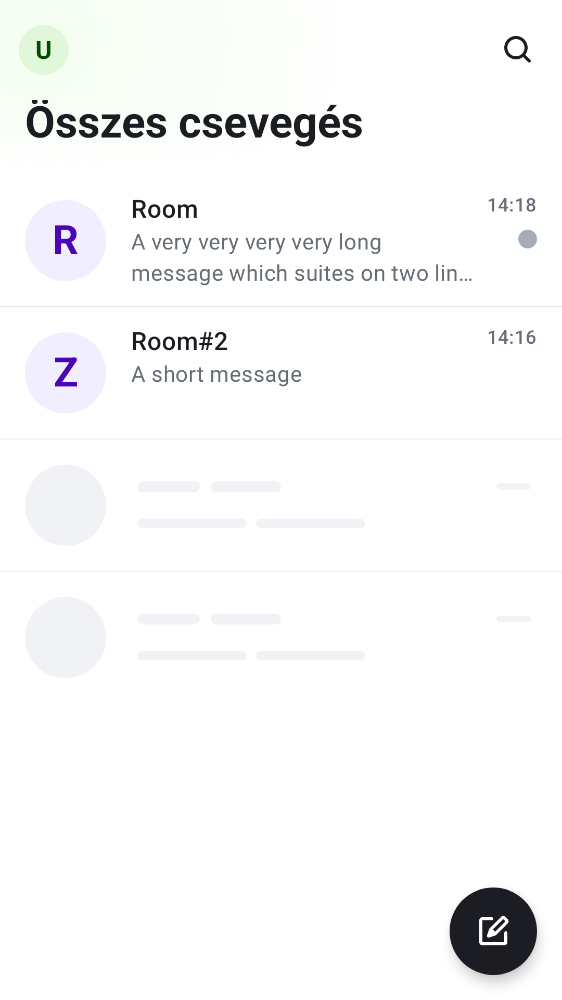 U
Összes csevegés
R
Room
14:18
A very very very very long
message which suites on two lin…
Z
Room#2
14:16
A short message